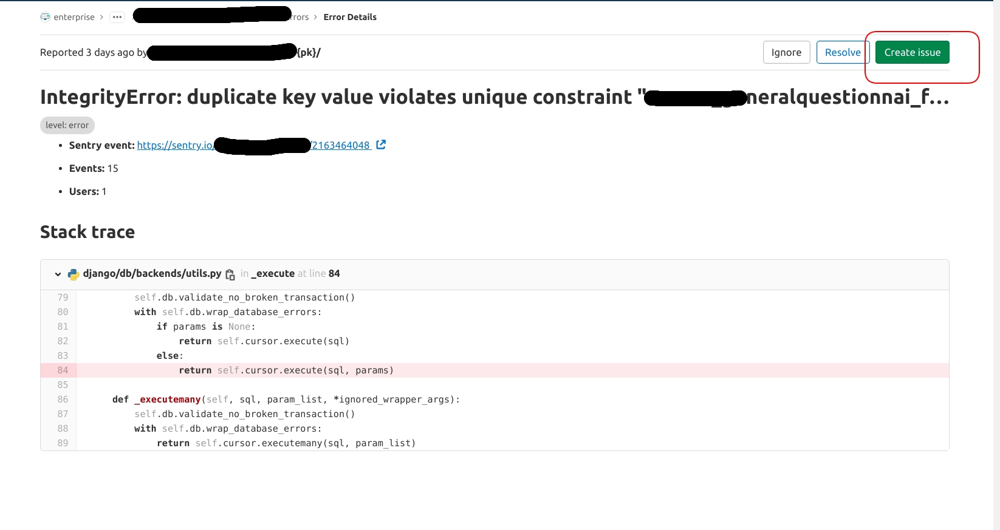 enterprise > ••• rrors > Error Details
Reported 3 days ago by {pk}/ Ignore Resolve Create issue
IntegrityError: duplicate key value violates unique constraint " neralquestionnai_f...
level: error
• Sentry event: https://sentry.io/ /2163464048
• Events: 15
• Users: 1
Stack trace
django/db/backends/utils.py in _execute at line 84
79 self.db.validate_no_broken_transaction()
80 with self.db.wrap_database_errors:
81 if params is None:
82 return self.cursor.execute(sql)
83 else:
84 return self.cursor.execute(sql, params)
85
86 def _executemany(self, sql, param_list, *ignored_wrapper_args):
87 self.db.validate_no_broken_transaction()
88 with self.db.wrap_database_errors:
89 return self.cursor.executemany(sql, param_list)